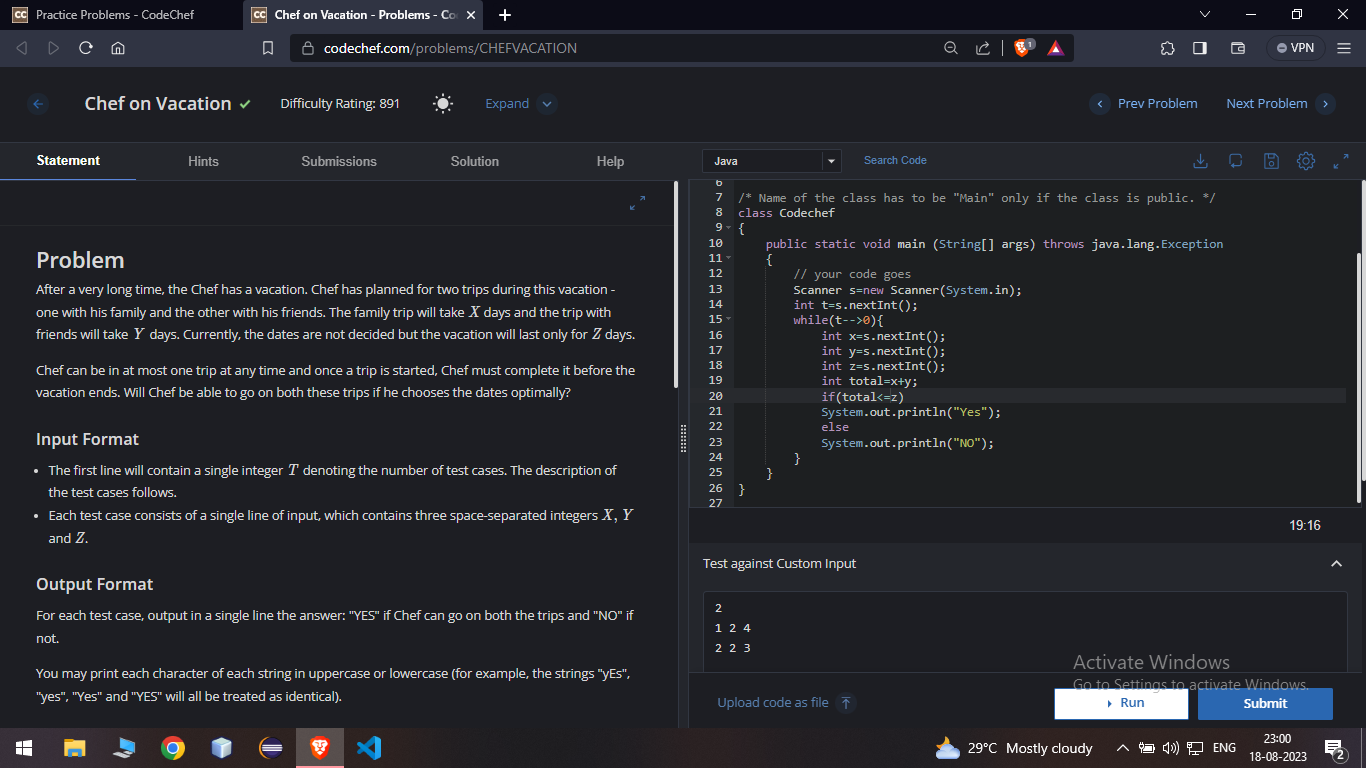 Practice Problems - CodeChef
Chef on Vacation - Problems - Co
codechef.com/problems/CHEFVACATION
1
VPN
Chef on Vacation
Difficulty Rating: 891
Expand
Prev Problem
Next Problem
Statement
Hints
Submissions
Solution
Help
Java
Search Code
Problem
After a very long time, the Chef has a vacation. Chef has planned for two trips during this vacation -
one with his family and the other with his friends. The family trip will take X days and the trip with
friends will take Y days. Currently, the dates are not decided but the vacation will last only for Z days.
Chef can be in at most one trip at any time and once a trip is started, Chef must complete it before the
vacation ends. Will Chef be able to go on both these trips if he chooses the dates optimally?
Input Format
• The first line will contain a single integer T denoting the number of test cases. The description of
the test cases follows.
• Each test case consists of a single line of input, which contains three space-separated integers X, Y
and Z.
Output Format
For each test case, output in a single line the answer: "YES" if Chef can go on both the trips and "NO" if
not.
You may print each character of each string in uppercase or lowercase (for example, the strings "yEs",
"yes", "Yes" and "YES" will all be treated as identical).
6
7 /* Name of the class has to be "Main" only if the class is public. */
8 class Codechef
9 {
10 public static void main (String[] args) throws java.lang.Exception
11 {
12 // your code goes
13 Scanner s=new Scanner(System.in);
14 int t=s.nextInt();
15 while(t-->0){
16 int x=s.nextInt();
17 int y=s.nextInt();
18 int z=s.nextInt();
19 int total=x+y;
20 if(total<=z)
21 System.out.println("Yes");
22 else
23 System.out.println("NO");
24 }
25 }
26 }
27
19:16
Test against Custom Input
2
1 2 4
2 2 3
Activate Windows
Go to Settings to activate Windows.
Upload code as file
Run
Submit
29°C Mostly cloudy
ENG
23:00
18-08-2023
2